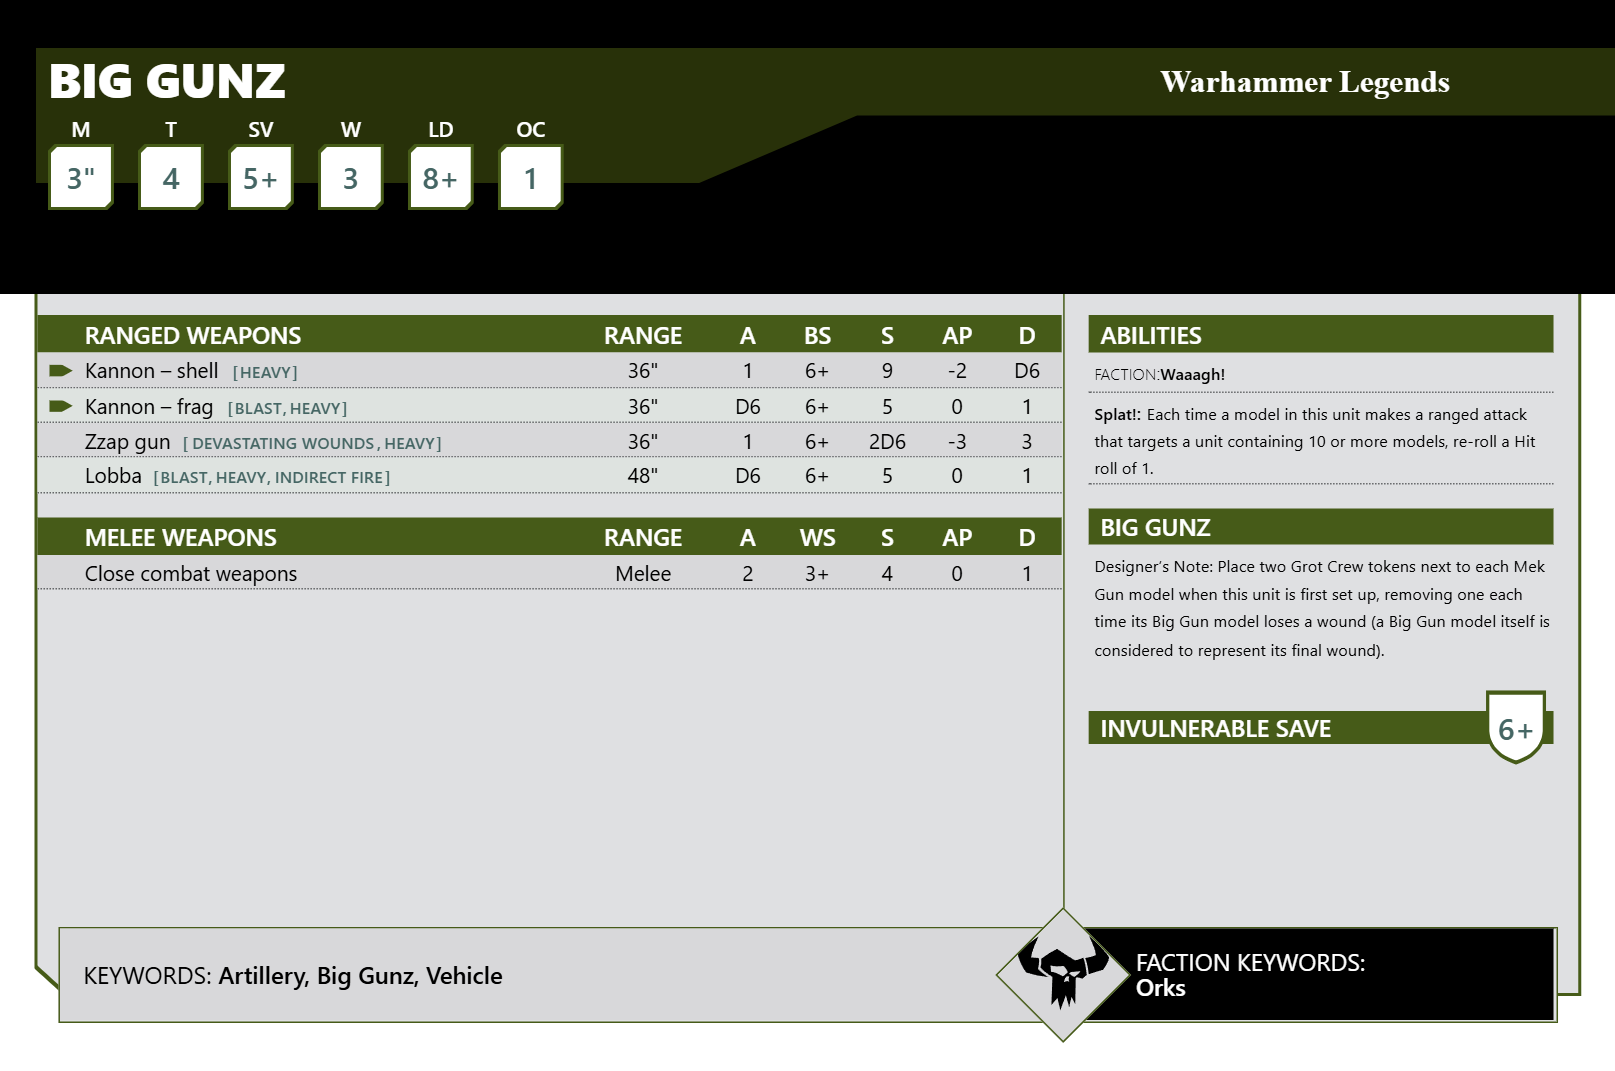 BIG GUNZ
Warhammer Legends
M T SV W LD OC
3" 4 5+ 3 8+ 1
RANGED WEAPONS RANGE A BS S AP D
Kannon – shell [HEAVY] 36" 1 6+ 9 -2 D6
Kannon – frag [BLAST, HEAVY] 36" D6 6+ 5 0 1
Zzap gun [ DEVASTATING WOUNDS , HEAVY] 36" 1 6+ 2D6 -3 3
Lobba [BLAST, HEAVY, INDIRECT FIRE] 48" D6 6+ 5 0 1
MELEE WEAPONS RANGE A WS S AP D
Close combat weapons Melee 2 3+ 4 0 1
ABILITIES
FACTION:Waaagh!
Splat!: Each time a model in this unit makes a ranged attack
that targets a unit containing 10 or more models, re-roll a Hit
roll of 1.
BIG GUNZ
Designer’s Note: Place two Grot Crew tokens next to each Mek
Gun model when this unit is first set up, removing one each
time its Big Gun model loses a wound (a Big Gun model itself is
considered to represent its final wound).
INVULNERABLE SAVE 6+
KEYWORDS: Artillery, Big Gunz, Vehicle
FACTION KEYWORDS:
Orks